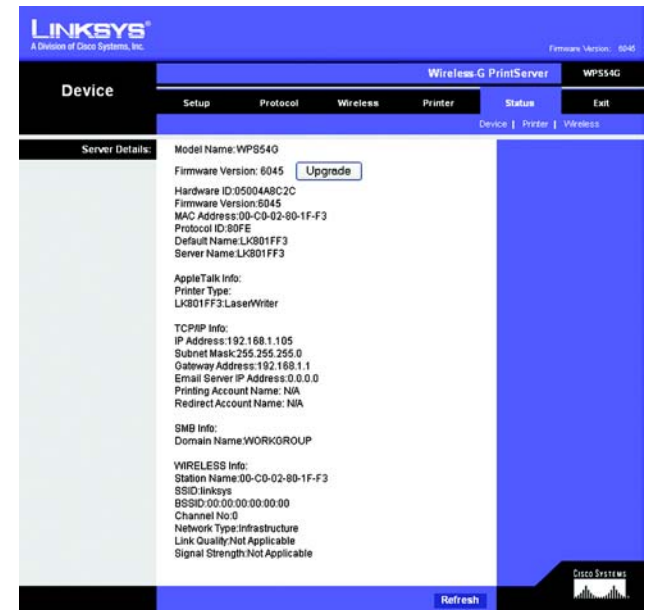 LINKSYS®
A Division of Cisco Systems, Inc.
Firmware Version: 6045
Wireless-G PrintServer WPS54G
Device
Setup Protocol Wireless Printer Status Exit
Device | Printer | Wireless
Server Details:
Model Name:WPS54G
Firmware Version: 6045 Upgrade
Hardware ID:05004A8C2C
Firmware Version:6045
MAC Address:00-C0-02-80-1F-F3
Protocol ID:80FE
Default Name:LK801FF3
Server Name:LK801FF3
AppleTalk Info:
Printer Type:
LK801FF3:LaserWriter
TCP/IP Info:
IP Address:192.168.1.105
Subnet Mask:255.255.255.0
Gateway Address:192.168.1.1
Email Server IP Address:0.0.0.0
Printing Account Name: N/A
Redirect Account Name: N/A
SMB Info:
Domain Name:WORKGROUP
WIRELESS Info:
Station Name:00-C0-02-80-1F-F3
SSID:linksys
BSSID:00:00:00:00:00:00
Channel No:0
Network Type:Infrastructure
Link Quality:Not Applicable
Signal Strength:Not Applicable
Refresh
CISCO SYSTEMS